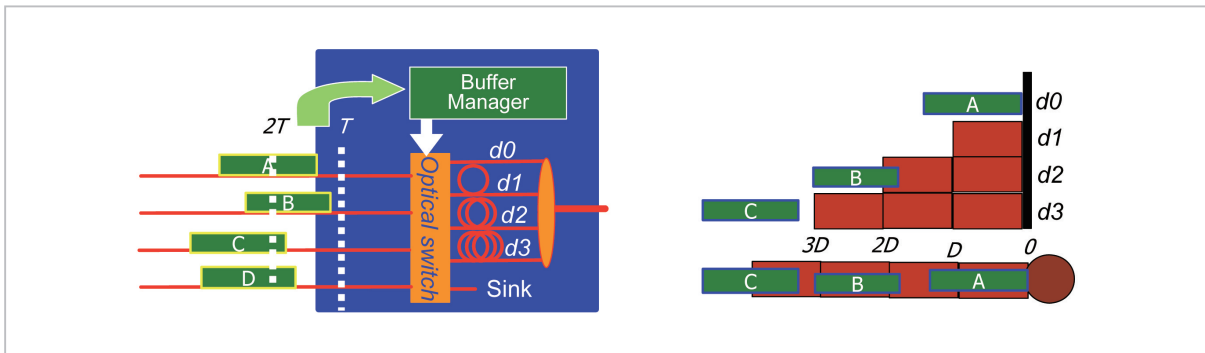 Buffer
Manager
2T
T
A
B
C
D
Optical switch
d0
d1
d2
d3
Sink
A
d0
d1
B
d2
C
d3
3D
2D
D
0
C
B
A